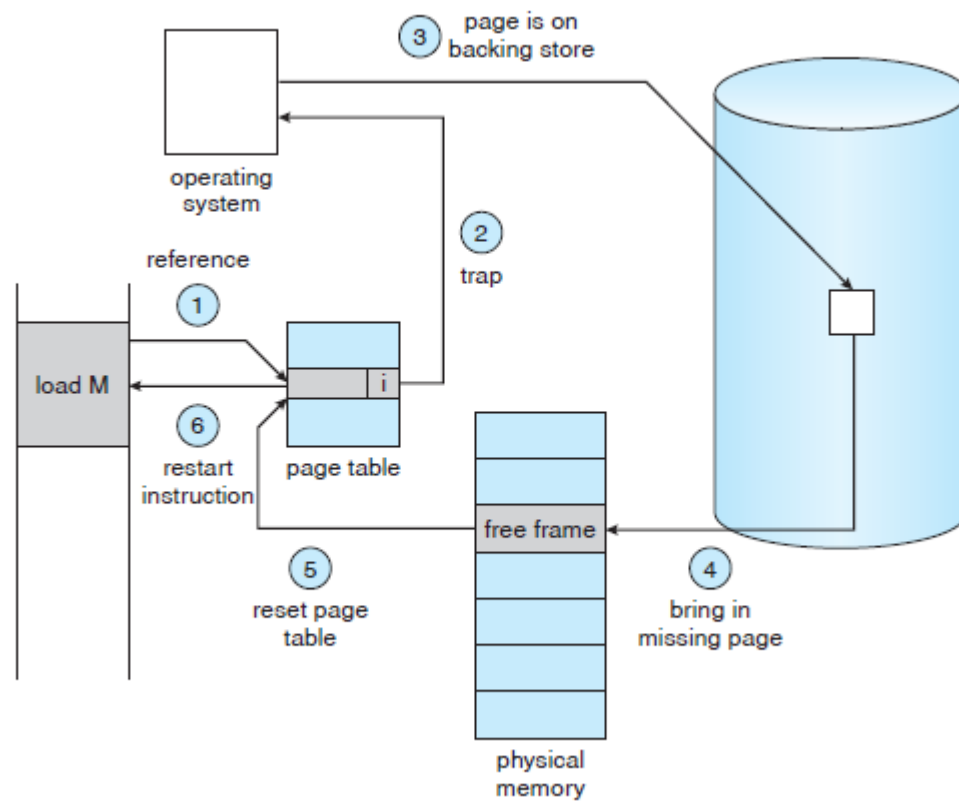 3
page is on
backing store
operating
system
2
trap
reference
1
load M
i
6
restart
instruction
page table
free frame
5
reset page
table
4
bring in
missing page
physical
memory